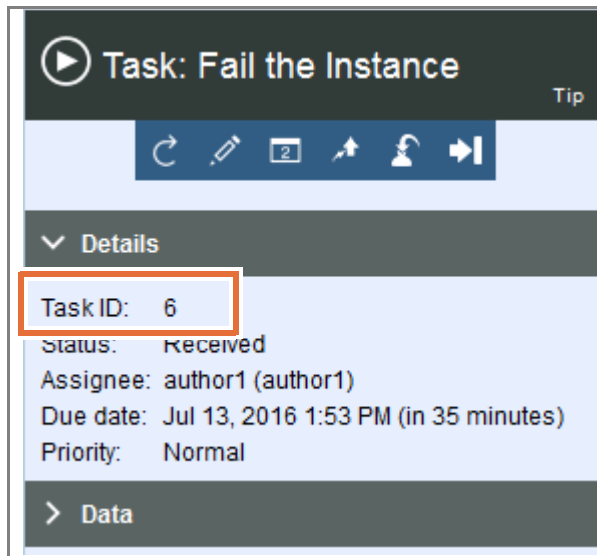 Task: Fail the Instance
Tip
2
Details
Task ID: 6
Status: Received
Assignee: author1 (author1)
Due date: Jul 13, 2016 1:53 PM (in 35 minutes)
Priority: Normal
Data